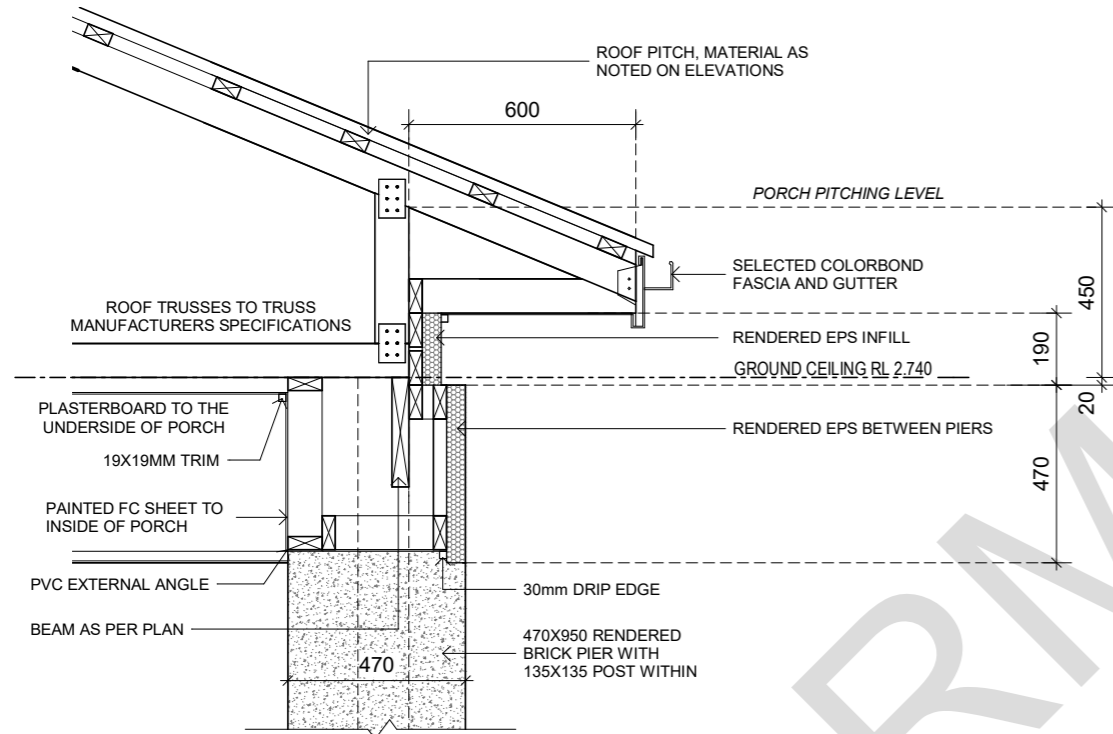 ROOF PITCH, MATERIAL AS
NOTED ON ELEVATIONS
600
PORCH PITCHING LEVEL
SELECTED COLORBOND
FASCIA AND GUTTER
450
ROOF TRUSSES TO TRUSS
MANUFACTURERS SPECIFICATIONS
RENDERED EPS INFILL
190
GROUND CEILING RL 2.740
20
PLASTERBOARD TO THE
UNDERSIDE OF PORCH
RENDERED EPS BETWEEN PIERS
19X19MM TRIM
470
PAINTED FC SHEET TO
INSIDE OF PORCH
PVC EXTERNAL ANGLE
30mm DRIP EDGE
BEAM AS PER PLAN
470X950 RENDERED
BRICK PIER WITH
135X135 POST WITHIN
470
RM